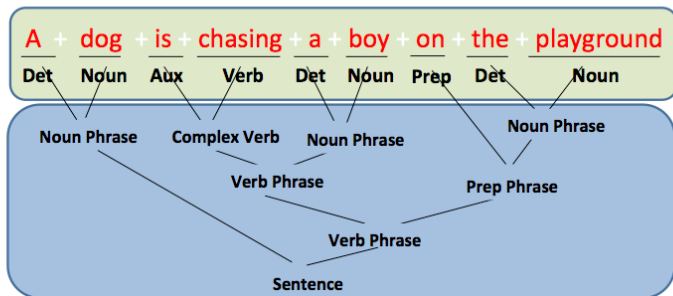 A + dog + is + chasing + a + boy + on + the + playground
Det Noun Aux Verb Det Noun Prep Det Noun
Noun Phrase Complex Verb Noun Phrase Noun Phrase
Verb Phrase Prep Phrase
Verb Phrase
Sentence